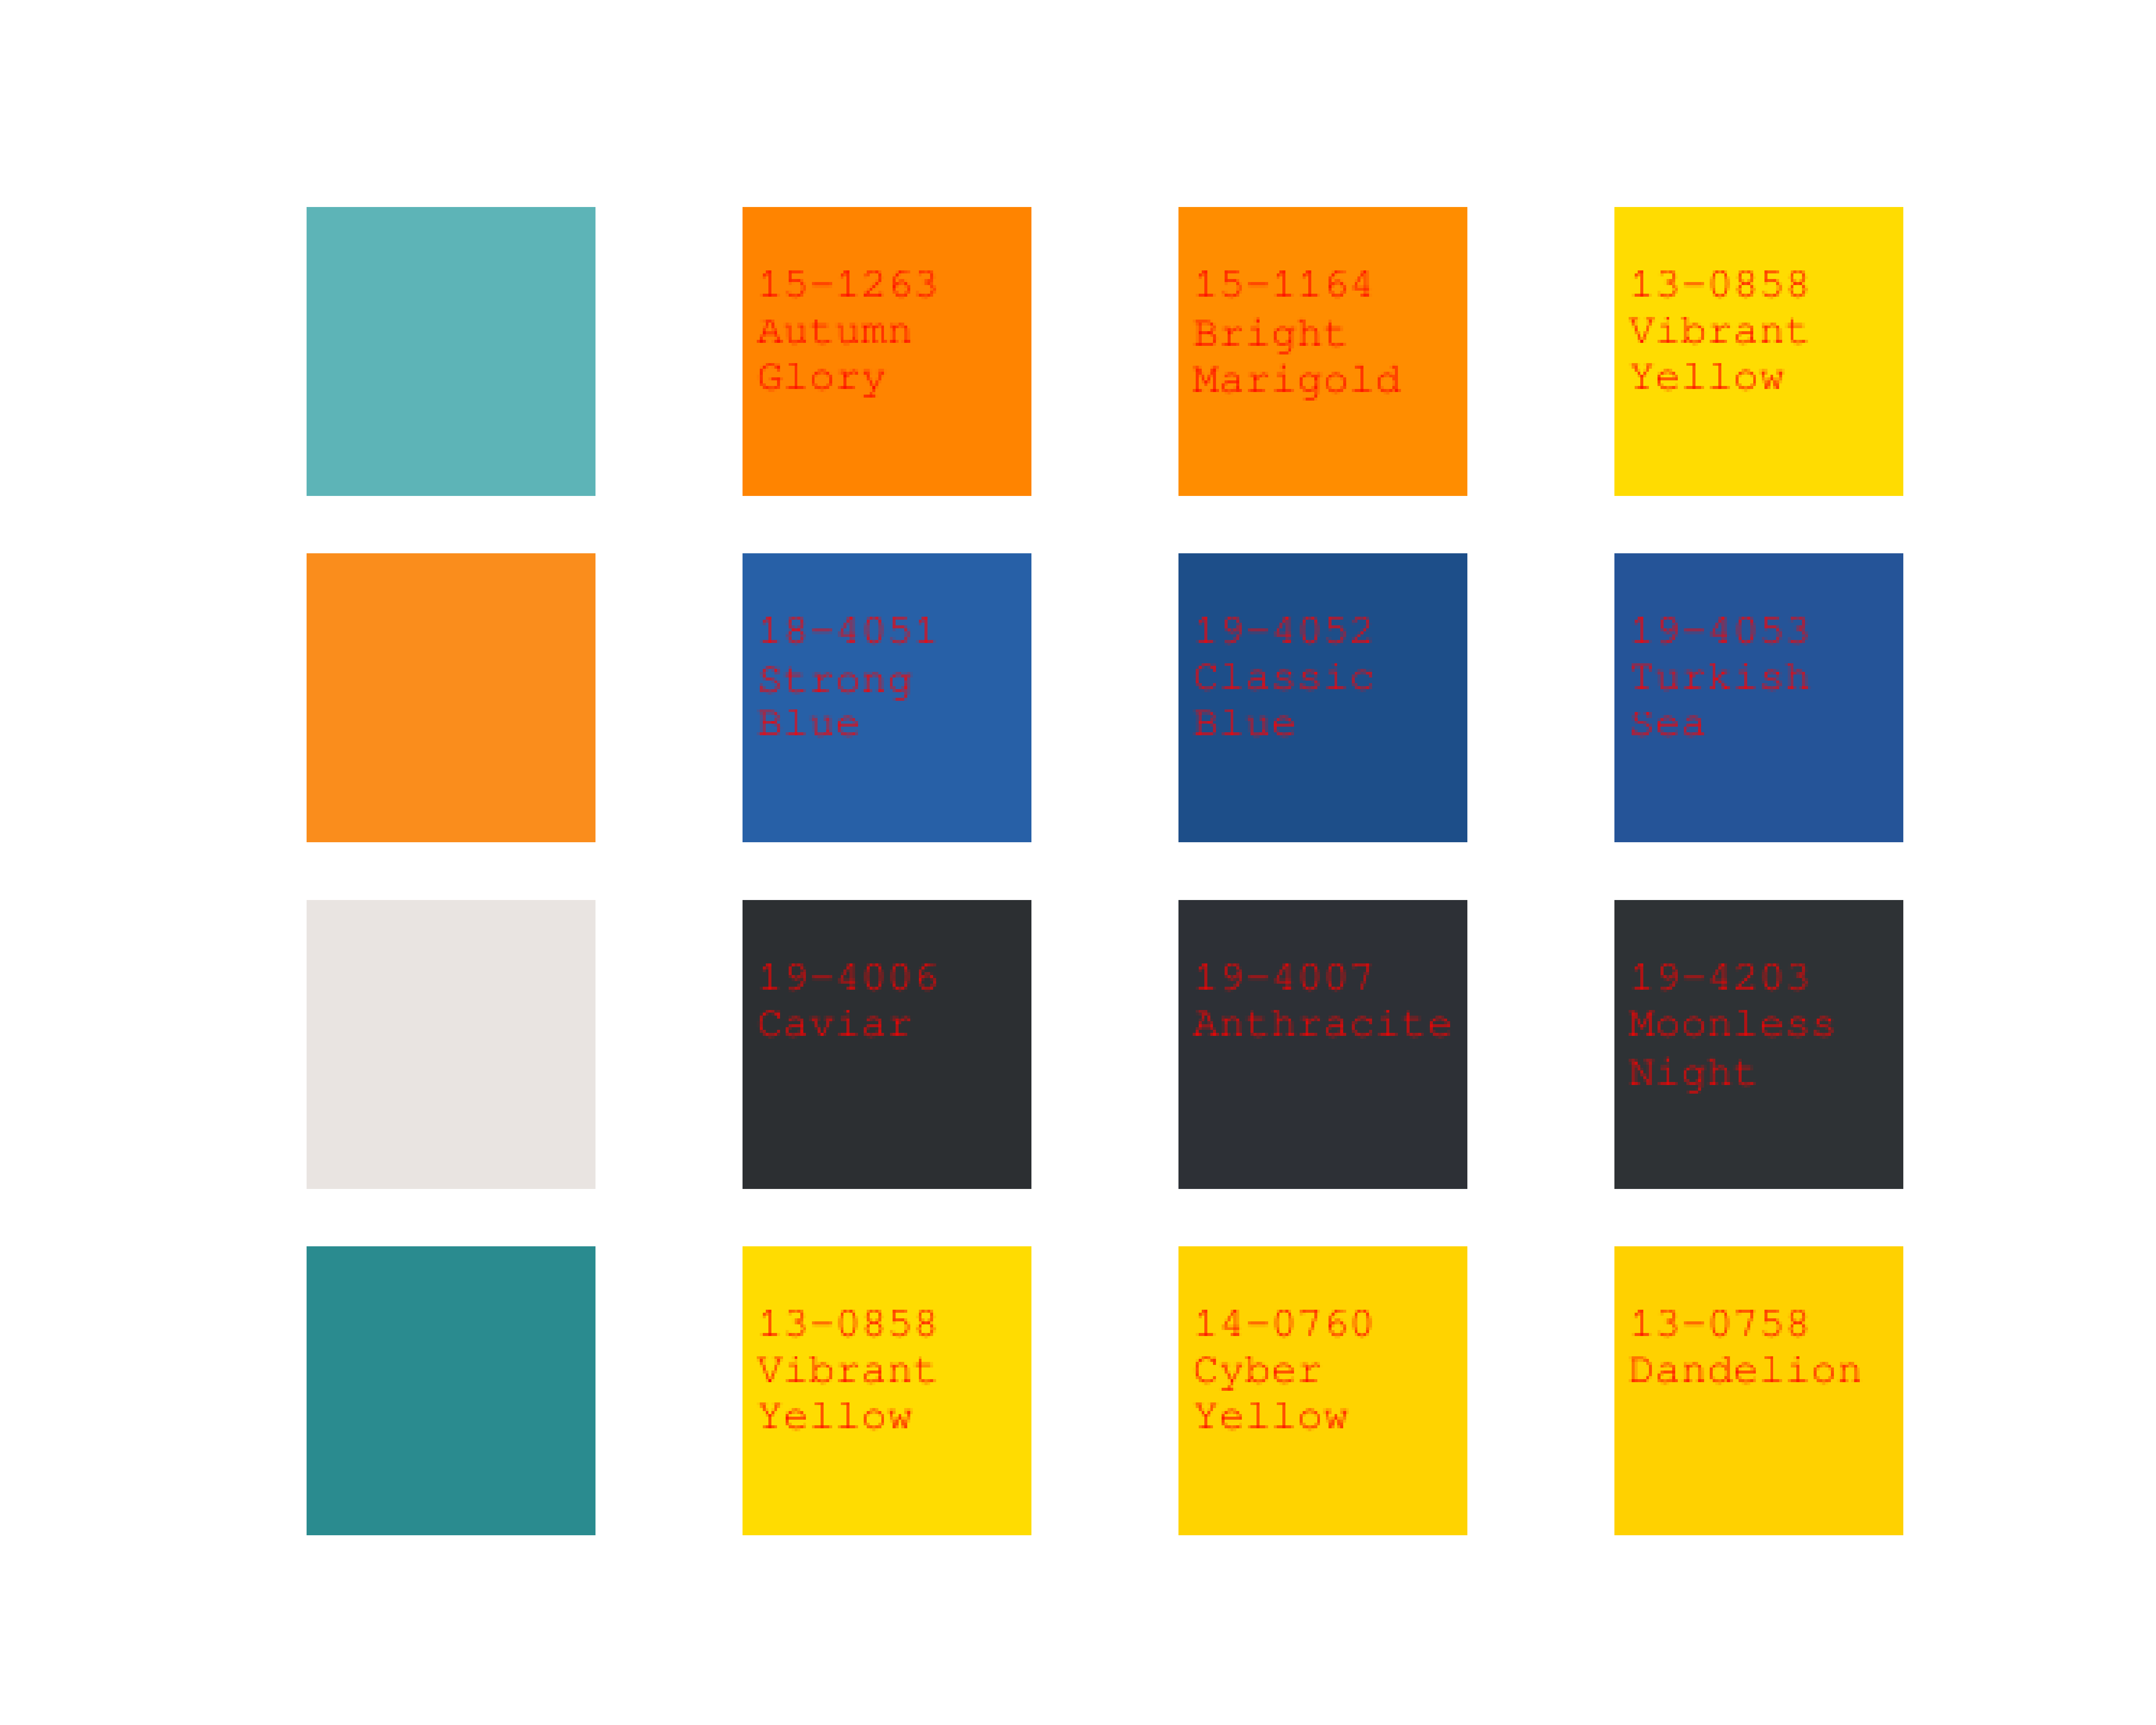 15-1263
Autumn
Glory
15-1164
Bright
Marigold
13-0858
Vibrant
Yellow
18-4051
Strong
Blue
19-4052
Classic
Blue
19-4053
Turkish
Sea
19-4006
Caviar
19-4007
Anthracite
19-4203
Moonless
Night
13-0858
Vibrant
Yellow
14-0760
Cyber
Yellow
13-0758
Dandelion